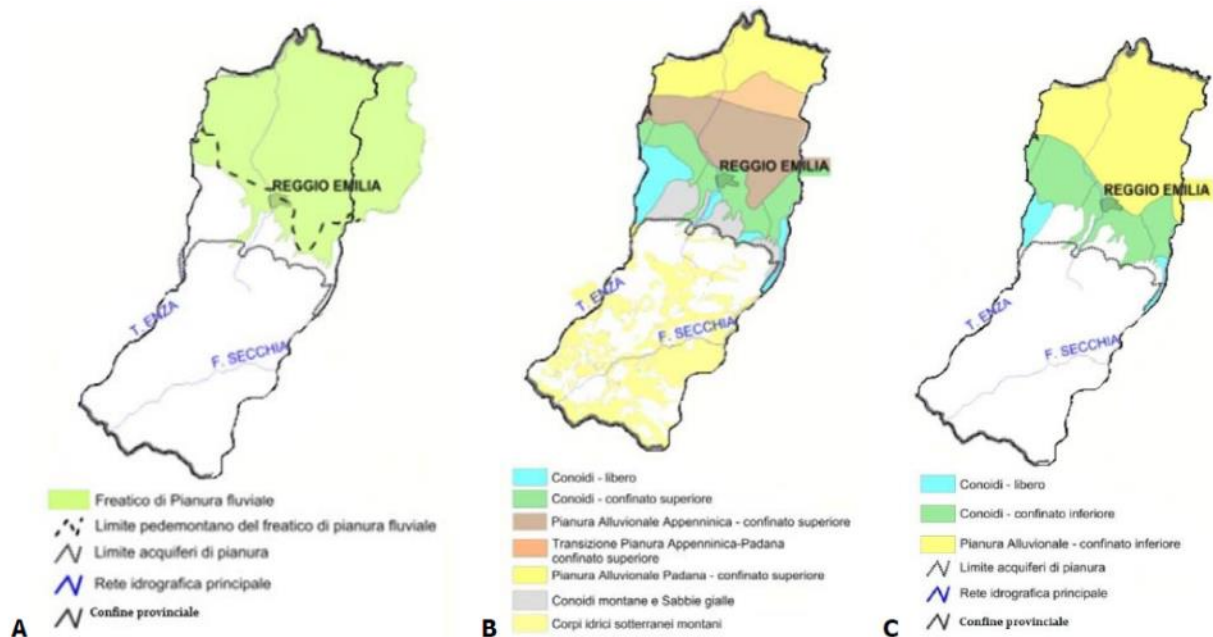 REGGIO EMILIA
T. ENZA
F. SECCHIA
Freatico di Pianura fluviale
Limite pedemontano del freatico di pianura fluviale
Limite acquiferi di pianura
Rete idrografica principale
Confine provinciale
A
REGGIO EMILIA
T. ENZA
F. SECCHIA
Conoidi - libero
Conoidi - confinato superiore
Pianura Alluvionale Appenninica - confinato superiore
Transizione Pianura Appenninica-Padana
confinato superiore
Pianura Alluvionale Padana - confinato superiore
Conoidi montane e Sabbie gialle
Corpi idrici sotterranei montani
B
REGGIO EMILIA
T. ENZA
F. SECCHIA
Conoidi - libero
Conoidi - confinato inferiore
Pianura Alluvionale - confinato inferiore
Limite acquiferi di pianura
Rete idrografica principale
Confine provinciale
C